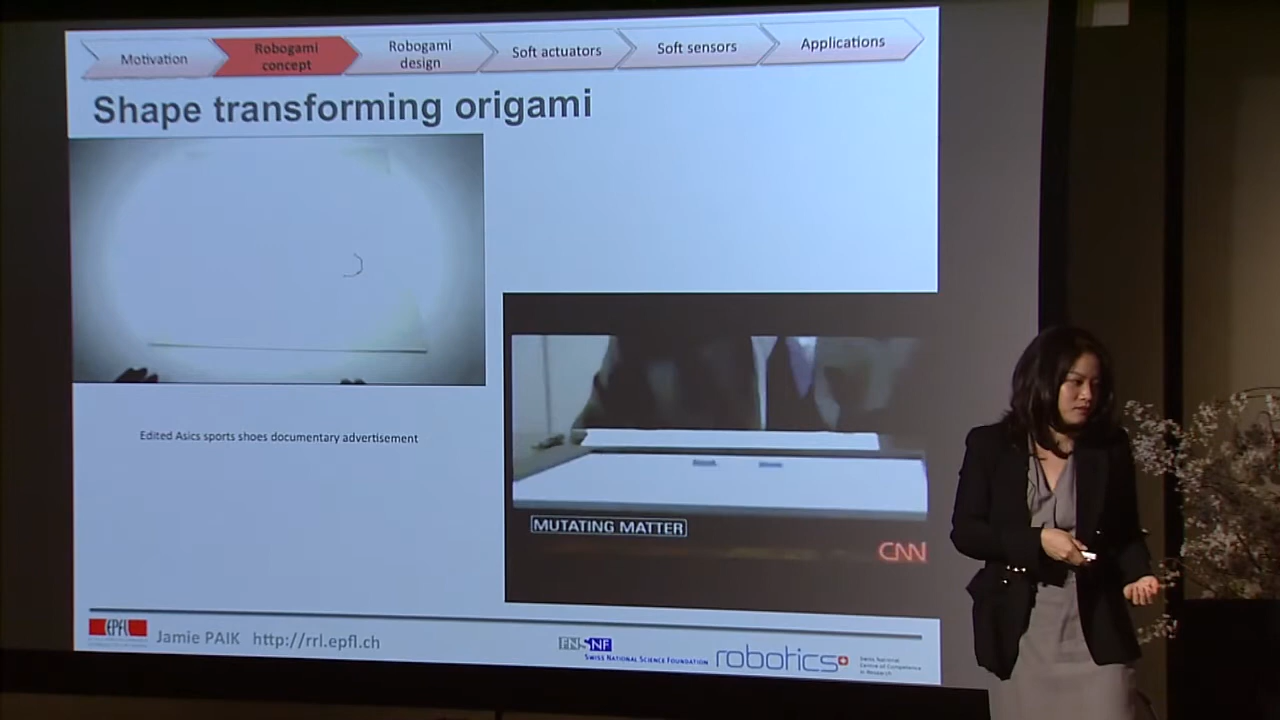 Motivation
Robogami
concept
Robogami
design
Soft actuators
Soft sensors
Applications
Shape transforming origami
Edited Asics sports shoes documentary advertisement
MUTATING MATTER
CNN
EPFL
Jamie PAIK http://rrl.epfl.ch
FNSNF
SWISS NATIONAL SCIENCE FOUNDATION
robotics
Swiss National
Centre of Competence
in Research